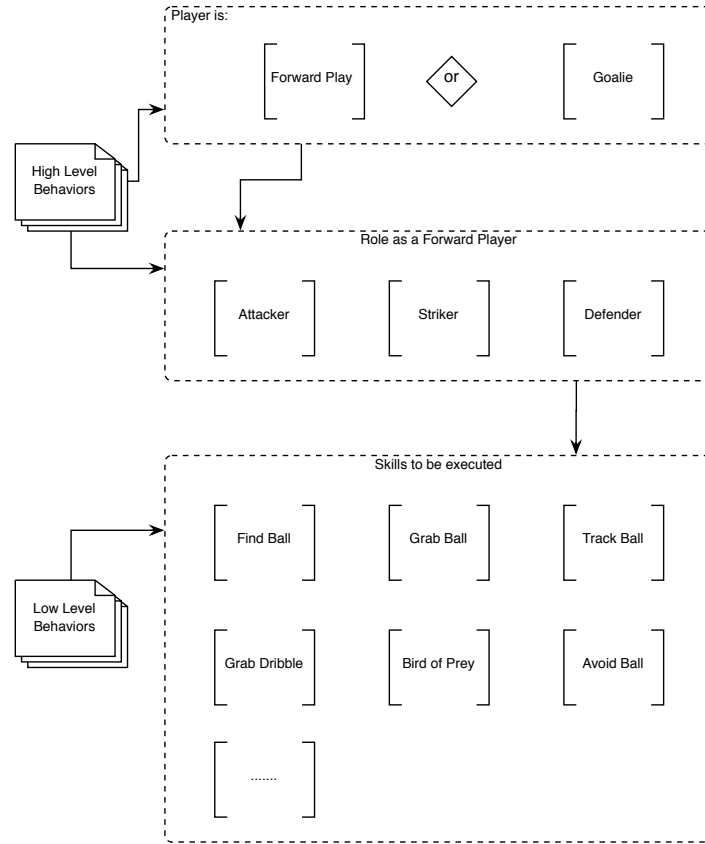 Player is:
Forward Play
or
Goalie
High Level
Behaviors
Role as a Forward Player
Attacker
Striker
Defender
Skills to be executed
Find Ball
Grab Ball
Track Ball
Low Level
Behaviors
Grab Dribble
Bird of Prey
Avoid Ball
.......